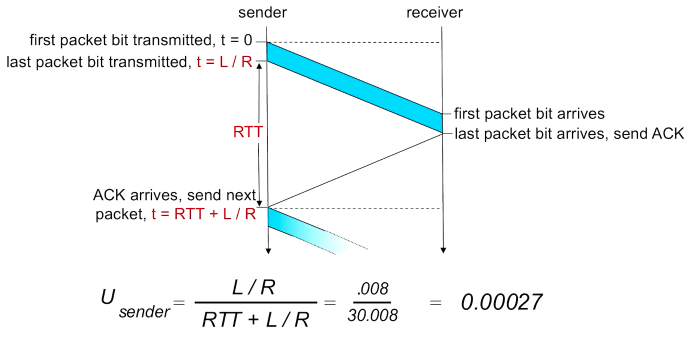 sender
receiver
first packet bit transmitted, t = 0
last packet bit transmitted, t = L / R
first packet bit arrives
RTT
last packet bit arrives, send ACK
ACK arrives, send next
packet, t = RTT + L / R
U sender = L / R / RTT + L / R = .008 / 30.008 = 0.00027